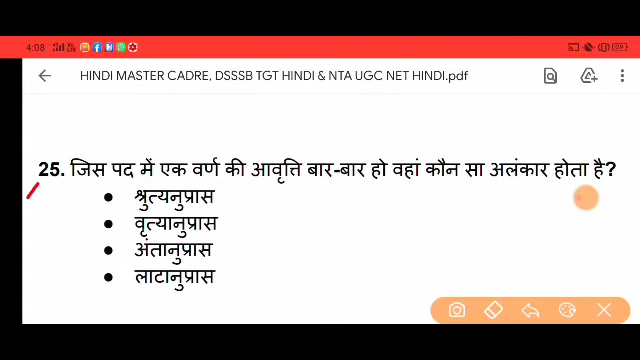 4:08
HINDI MASTER CADRE, DSSSB TGT HINDI & NTA UGC NET HINDI.pdf
25. जिस पद में एक वर्ण की आवृत्ति बार-बार हो वहां कौन सा अलंकार होता है?
● श्रुत्यनुप्रास
● वृत्यानुप्रास
● अंतानुप्रास
● लाटानुप्रास